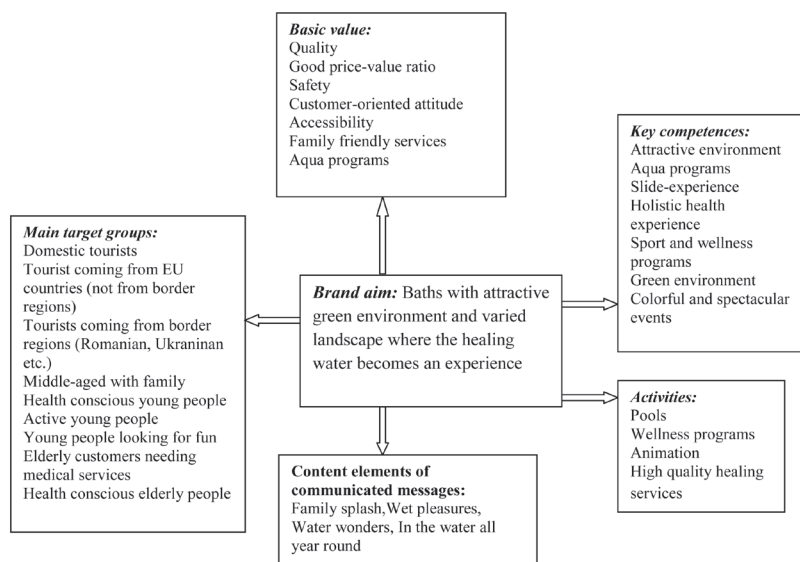 Basic value:
Quality
Good price-value ratio
Safety
Customer-oriented attitude
Accessibility
Family friendly services
Aqua programs
Key competences:
Attractive environment
Aqua programs
Slide-experience
Holistic health
experience
Sport and wellness
programs
Green environment
Colorful and spectacular
events
Main target groups:
Domestic tourists
Tourist coming from EU
countries (not from border
regions)
Tourists coming from border
regions (Romanian, Ukraninan
etc.)
Middle-aged with family
Health conscious young people
Active young people
Young people looking for fun
Elderly customers needing
medical services
Health conscious elderly people
Brand aim: Baths with attractive
green environment and varied
landscape where the healing
water becomes an experience
Activities:
Pools
Wellness programs
Animation
High quality healing
services
Content elements of
communicated messages:
Family splash,Wet pleasures,
Water wonders, In the water all
year round